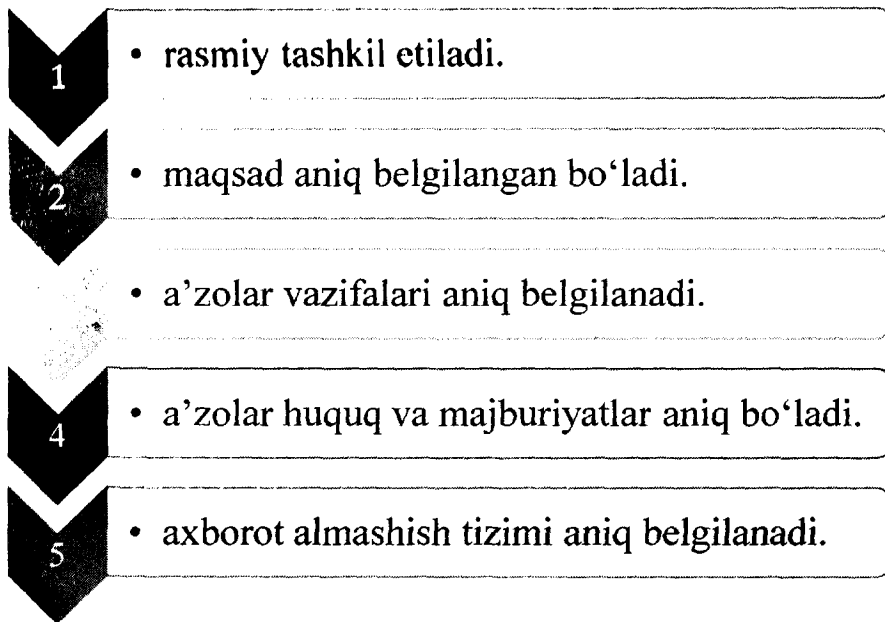 1
• rasmiy tashkil etiladi.
2
• maqsad aniq belgilangan bo‘ladi.
• a’zolar vazifalari aniq belgilanadi.
4
• a’zolar huquq va majburiyatlar aniq bo‘ladi.
5
• axborot almashish tizimi aniq belgilanadi.